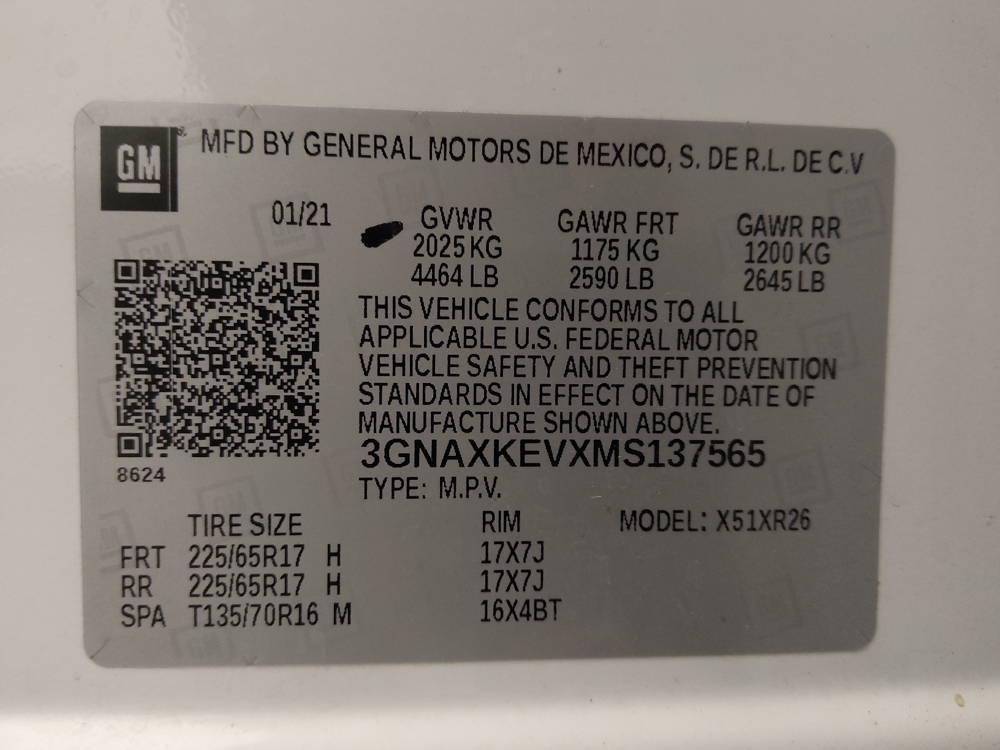 GM MFD BY GENERAL MOTORS DE MEXICO, S. DE R.L. DE C.V
01/21 GVWR GAWR FRT GAWR RR
2025 KG 1175 KG 1200 KG
4464 LB 2590 LB 2645 LB
THIS VEHICLE CONFORMS TO ALL
APPLICABLE U.S. FEDERAL MOTOR
VEHICLE SAFETY AND THEFT PREVENTION
STANDARDS IN EFFECT ON THE DATE OF
MANUFACTURE SHOWN ABOVE.
3GNAXKEVXMS137565
8624
TYPE: M.P.V.
TIRE SIZE RIM MODEL: X51XR26
FRT 225/65R17 H 17X7J
RR 225/65R17 H 17X7J
SPA T135/70R16 M 16X4BT